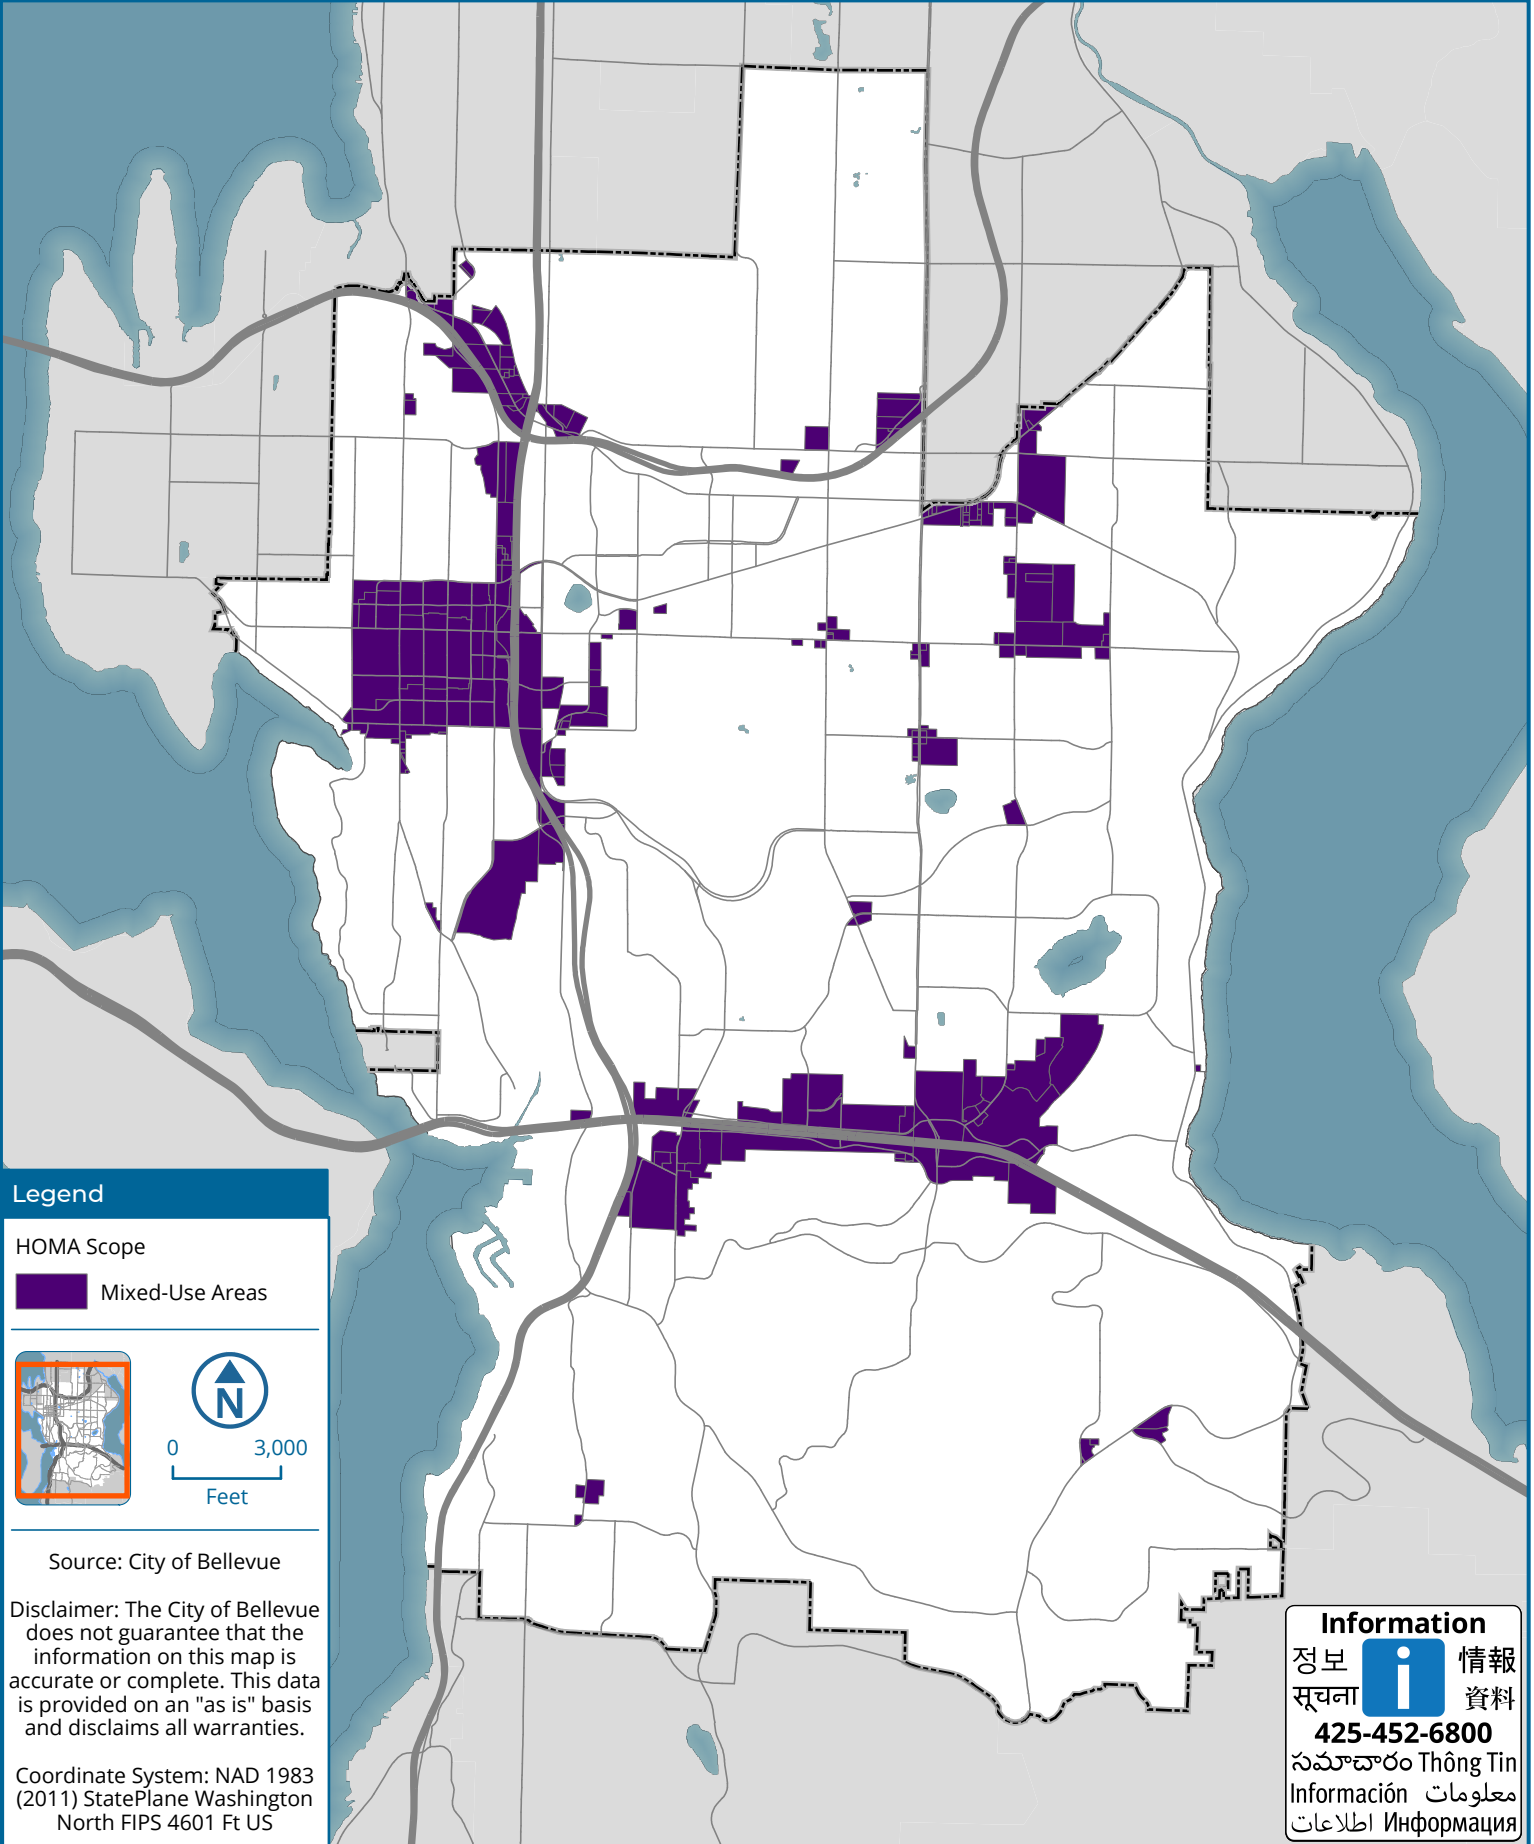 Legend
HOMA Scope
Mixed-Use Areas
N
0 3,000
Feet
Source: City of Bellevue
Disclaimer: The City of Bellevue
does not guarantee that the
information on this map is
accurate or complete. This data
is provided on an "as is" basis
and disclaims all warranties.
Coordinate System: NAD 1983
(2011) StatePlane Washington
North FIPS 4601 Ft US
Information
정보 i 情報
सूचना 資料
425-452-6800
సమాచారం Thông Tin
Información معلومات
اطلاعات Информация